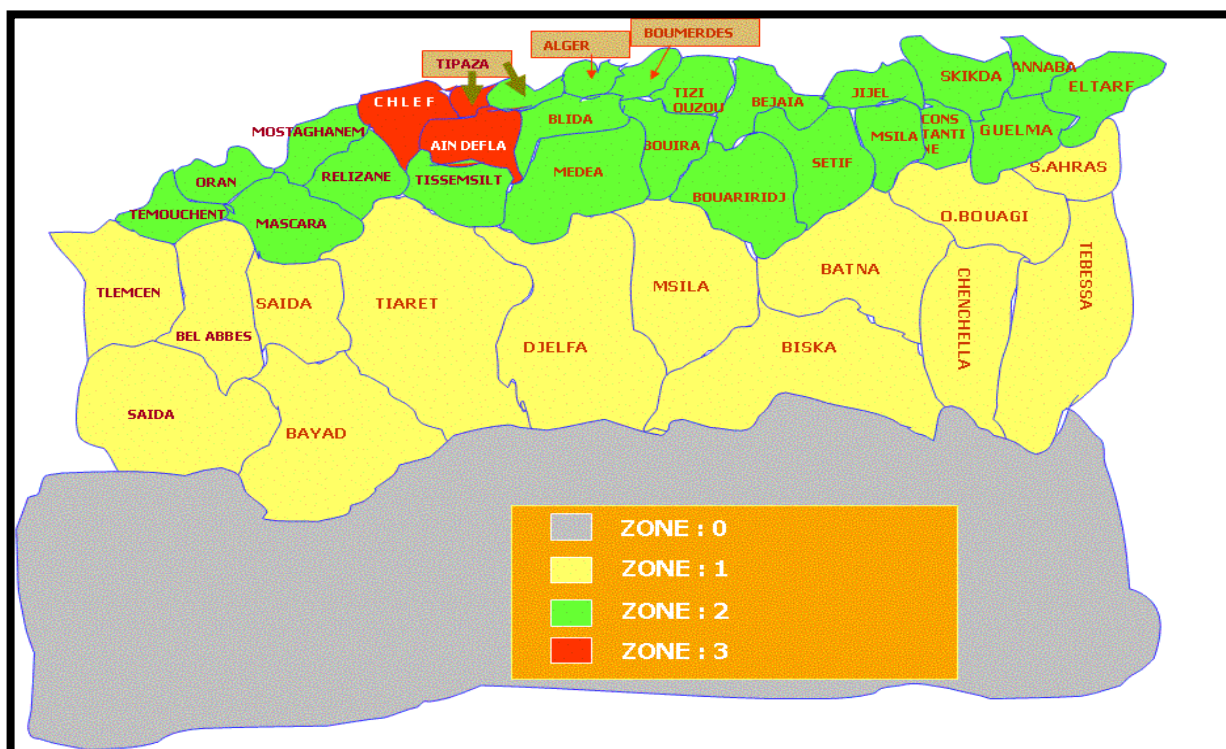 BOUMERDES
ALGER
TIPAZA
SKIKDA
ANNABA
ELTARF
C H L E F
TIZI
OUZOU
BEJAIA
JIJEL
MOSTAGHANEM
BLIDA
MSILA
CONS
TANTI
NE
GUELMA
AIN DEFLA
BOUIRA
SETIF
S.AHRAS
ORAN
RELIZANE
TISSEMSILT
MEDEA
BOUARIRIDJ
TEMOUCHENT
MASCARA
O.BOUAGI
TLEMCEN
SAIDA
TIARET
MSILA
BATNA
CHENCHELLA
TEBESSA
BEL ABBES
DJELFA
BISKA
SAIDA
BAYAD
ZONE : 0
ZONE : 1
ZONE : 2
ZONE : 3